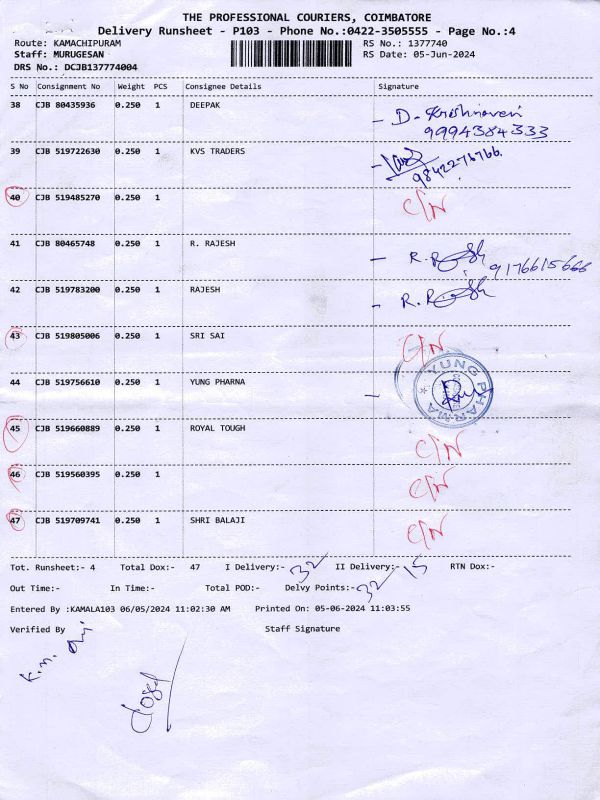 THE PROFESSIONAL COURIERS, COIMBATORE
Delivery Runsheet - P103 - Phone No.:0422-3505555 - Page No.:4
Route: KAMACHIPURAM RS No.: 1377740
Staff: MURUGESAN RS Date: 05-Jun-2024
DRS No.: DCJB137774004
S No Consignment No Weight PCS Consignee Details Signature
38 CJB 80435936 0.250 1 DEEPAK - D. Krishnaveni
9994384333
39 CJB 519722630 0.250 1 KVS TRADERS -
9842276766.
40 CJB 519485270 0.250 1 C/N
41 CJB 80465748 0.250 1 R. RAJESH - R. Rajesh
9176615666
42 CJB 519783200 0.250 1 RAJESH - R. Rajesh
43 CJB 519805006 0.250 1 SRI SAI C/N
44 CJB 519756610 0.250 1 YUNG PHARNA - YUNG PHARMA
45 CJB 519660889 0.250 1 ROYAL TOUGH C/N
46 CJB 519560395 0.250 1 C/N
47 CJB 519709741 0.250 1 SHRI BALAJI C/N
Tot. Runsheet:- 4 Total Dox:- 47 I Delivery:- 32 II Delivery:- 15 RTN Dox:-
Out Time:- In Time:- Total POD:- Delvy Points:- 32
Entered By :KAMALA103 06/05/2024 11:02:30 AM Printed On: 05-06-2024 11:03:55
Verified By Staff Signature
K.M.